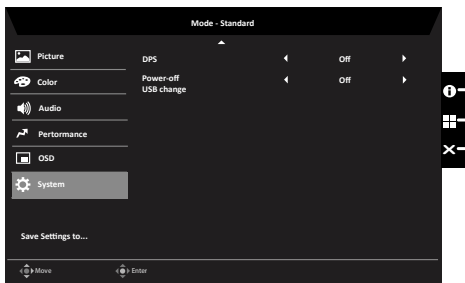 Mode - Standard
Picture
DPS
Off
Color
Power-off
USB change
Off
Audio
Pertormance
OSD
System
Save Settings to...
Move
Enter